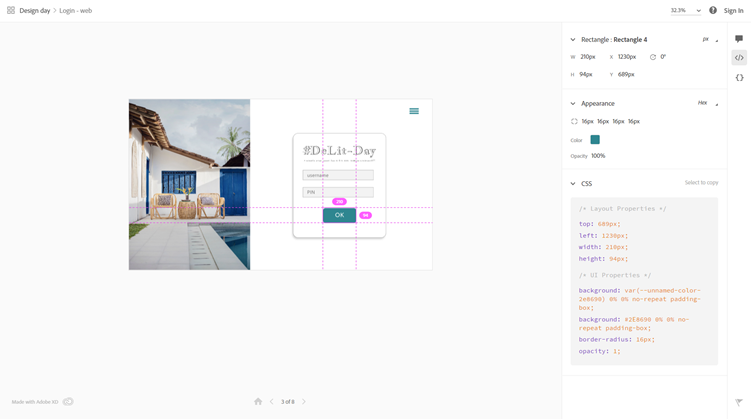 Design day > Login - web
32.3%
Sign In
Rectangle : Rectangle 4
px
W 210px X 1230px 0°
H 94px Y 689px
Appearance
Hex
16px 16px 16px 16px
Color
Opacity 100%
CSS
Select to copy
/* Layout Properties */
top: 689px;
left: 1230px;
width: 210px;
height: 94px;
/* UI Properties */
background: var(--unnamed-color-
2e8690) 0% 0% no-repeat padding-
box;
background: #2E8690 0% 0% no-
repeat padding-box;
border-radius: 16px;
opacity: 1;
#DeLit-Day
username
PIN
210
OK
94
Made with Adobe XD
3 of 8